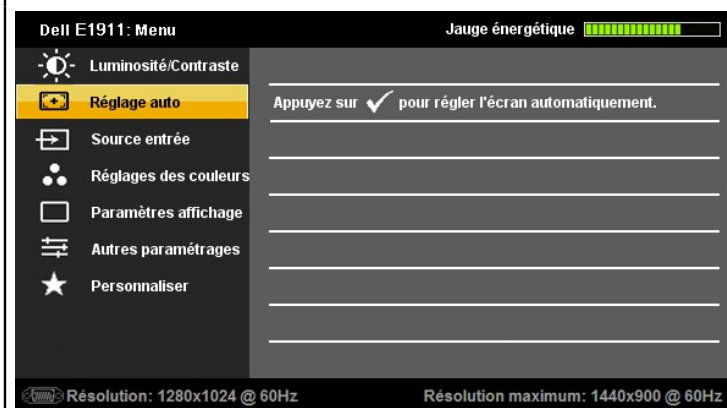 Dell E1911: Menu Jauge énergétique
Luminosité/Contraste
Réglage auto Appuyez sur pour régler l'écran automatiquement.
Source entrée
Réglages des couleurs
Paramètres affichage
Autres paramétrages
Personnaliser
Résolution: 1280x1024 @ 60Hz Résolution maximum: 1440x900 @ 60Hz